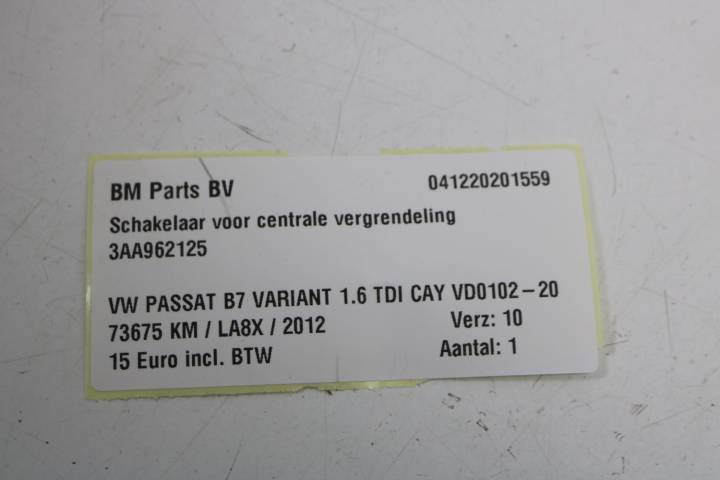 BM Parts BV 041220201559
Schakelaar voor centrale vergrendeling
3AA962125
VW PASSAT B7 VARIANT 1.6 TDI CAY VD0102-20
73675 KM / LA8X / 2012 Verz: 10
15 Euro incl. BTW Aantal: 1